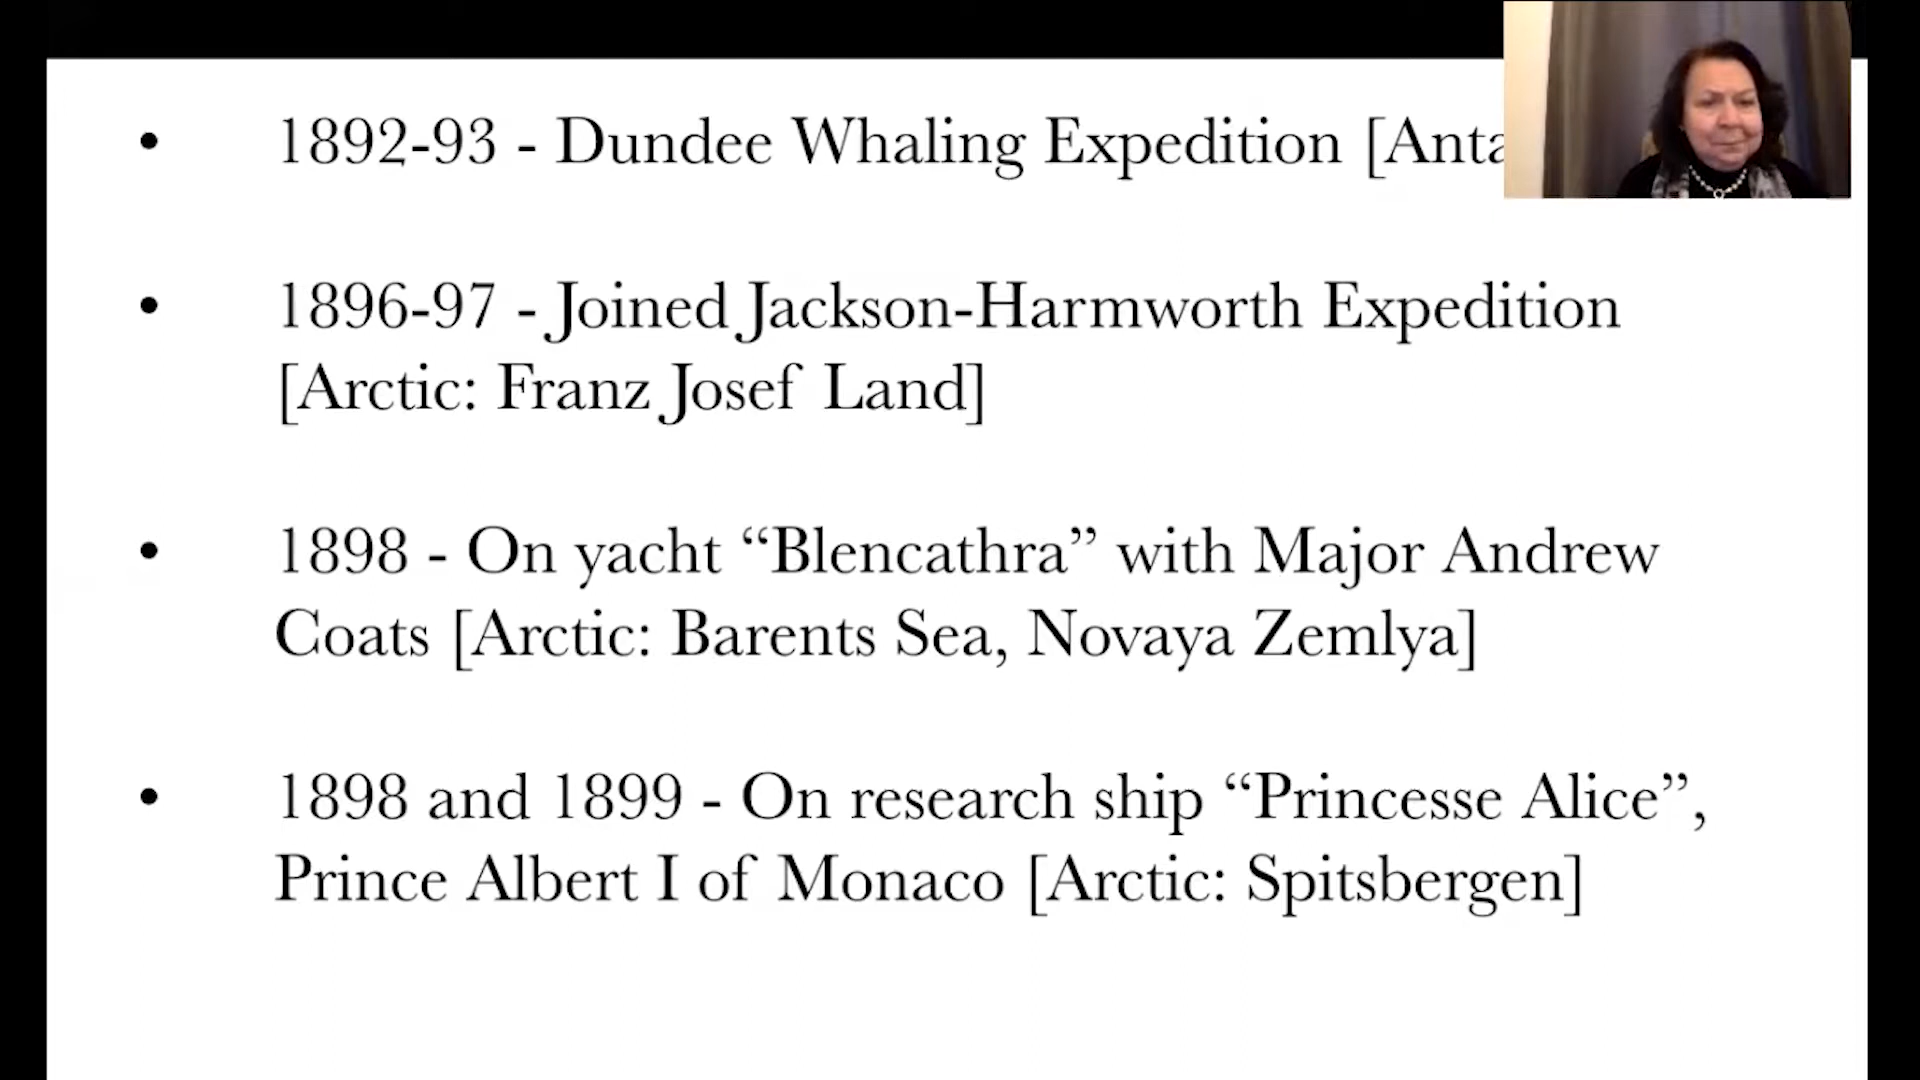 • 1892-93 - Dundee Whaling Expedition [Anta
• 1896-97 - Joined Jackson-Harmworth Expedition
[Arctic: Franz Josef Land]
• 1898 - On yacht “Blencathra” with Major Andrew
Coats [Arctic: Barents Sea, Novaya Zemlya]
• 1898 and 1899 - On research ship “Princesse Alice”,
Prince Albert I of Monaco [Arctic: Spitsbergen]